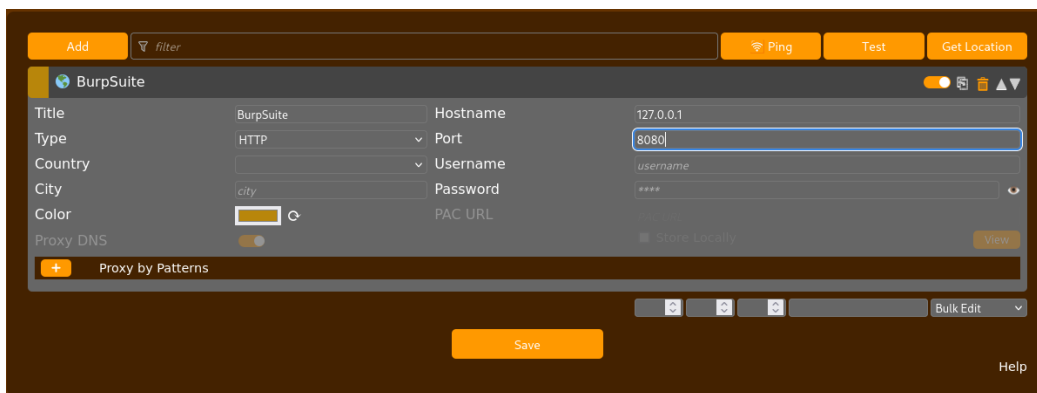 Add filter Ping Test Get Location
BurpSuite
Title BurpSuite Hostname 127.0.0.1
Type HTTP Port 8080
Country Username username
City city Password ****
Color PAC URL
Proxy DNS Store Locally View
+ Proxy by Patterns
Bulk Edit
Save
Help